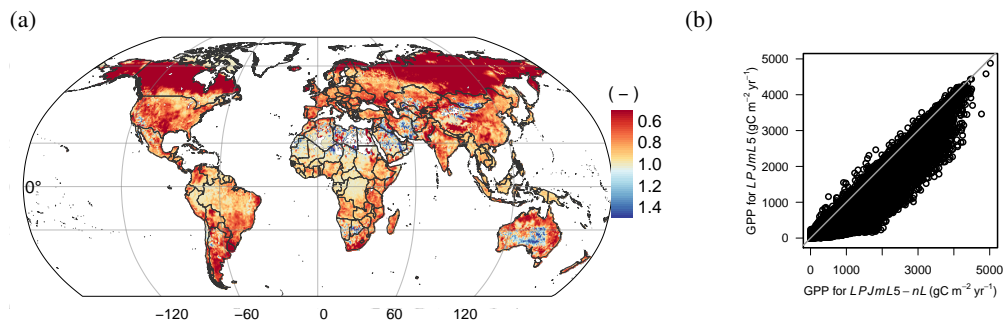 (a)
(b)
( − )
0.6
0.8
1.0
1.2
1.4
0°
−120 −60 0 60 120
GPP for LPJmL5 (gC m−2 yr−1)
5000
4000
3000
2000
1000
0
0 1000 3000 5000
GPP for LPJmL5 − nL (gC m−2 yr−1)